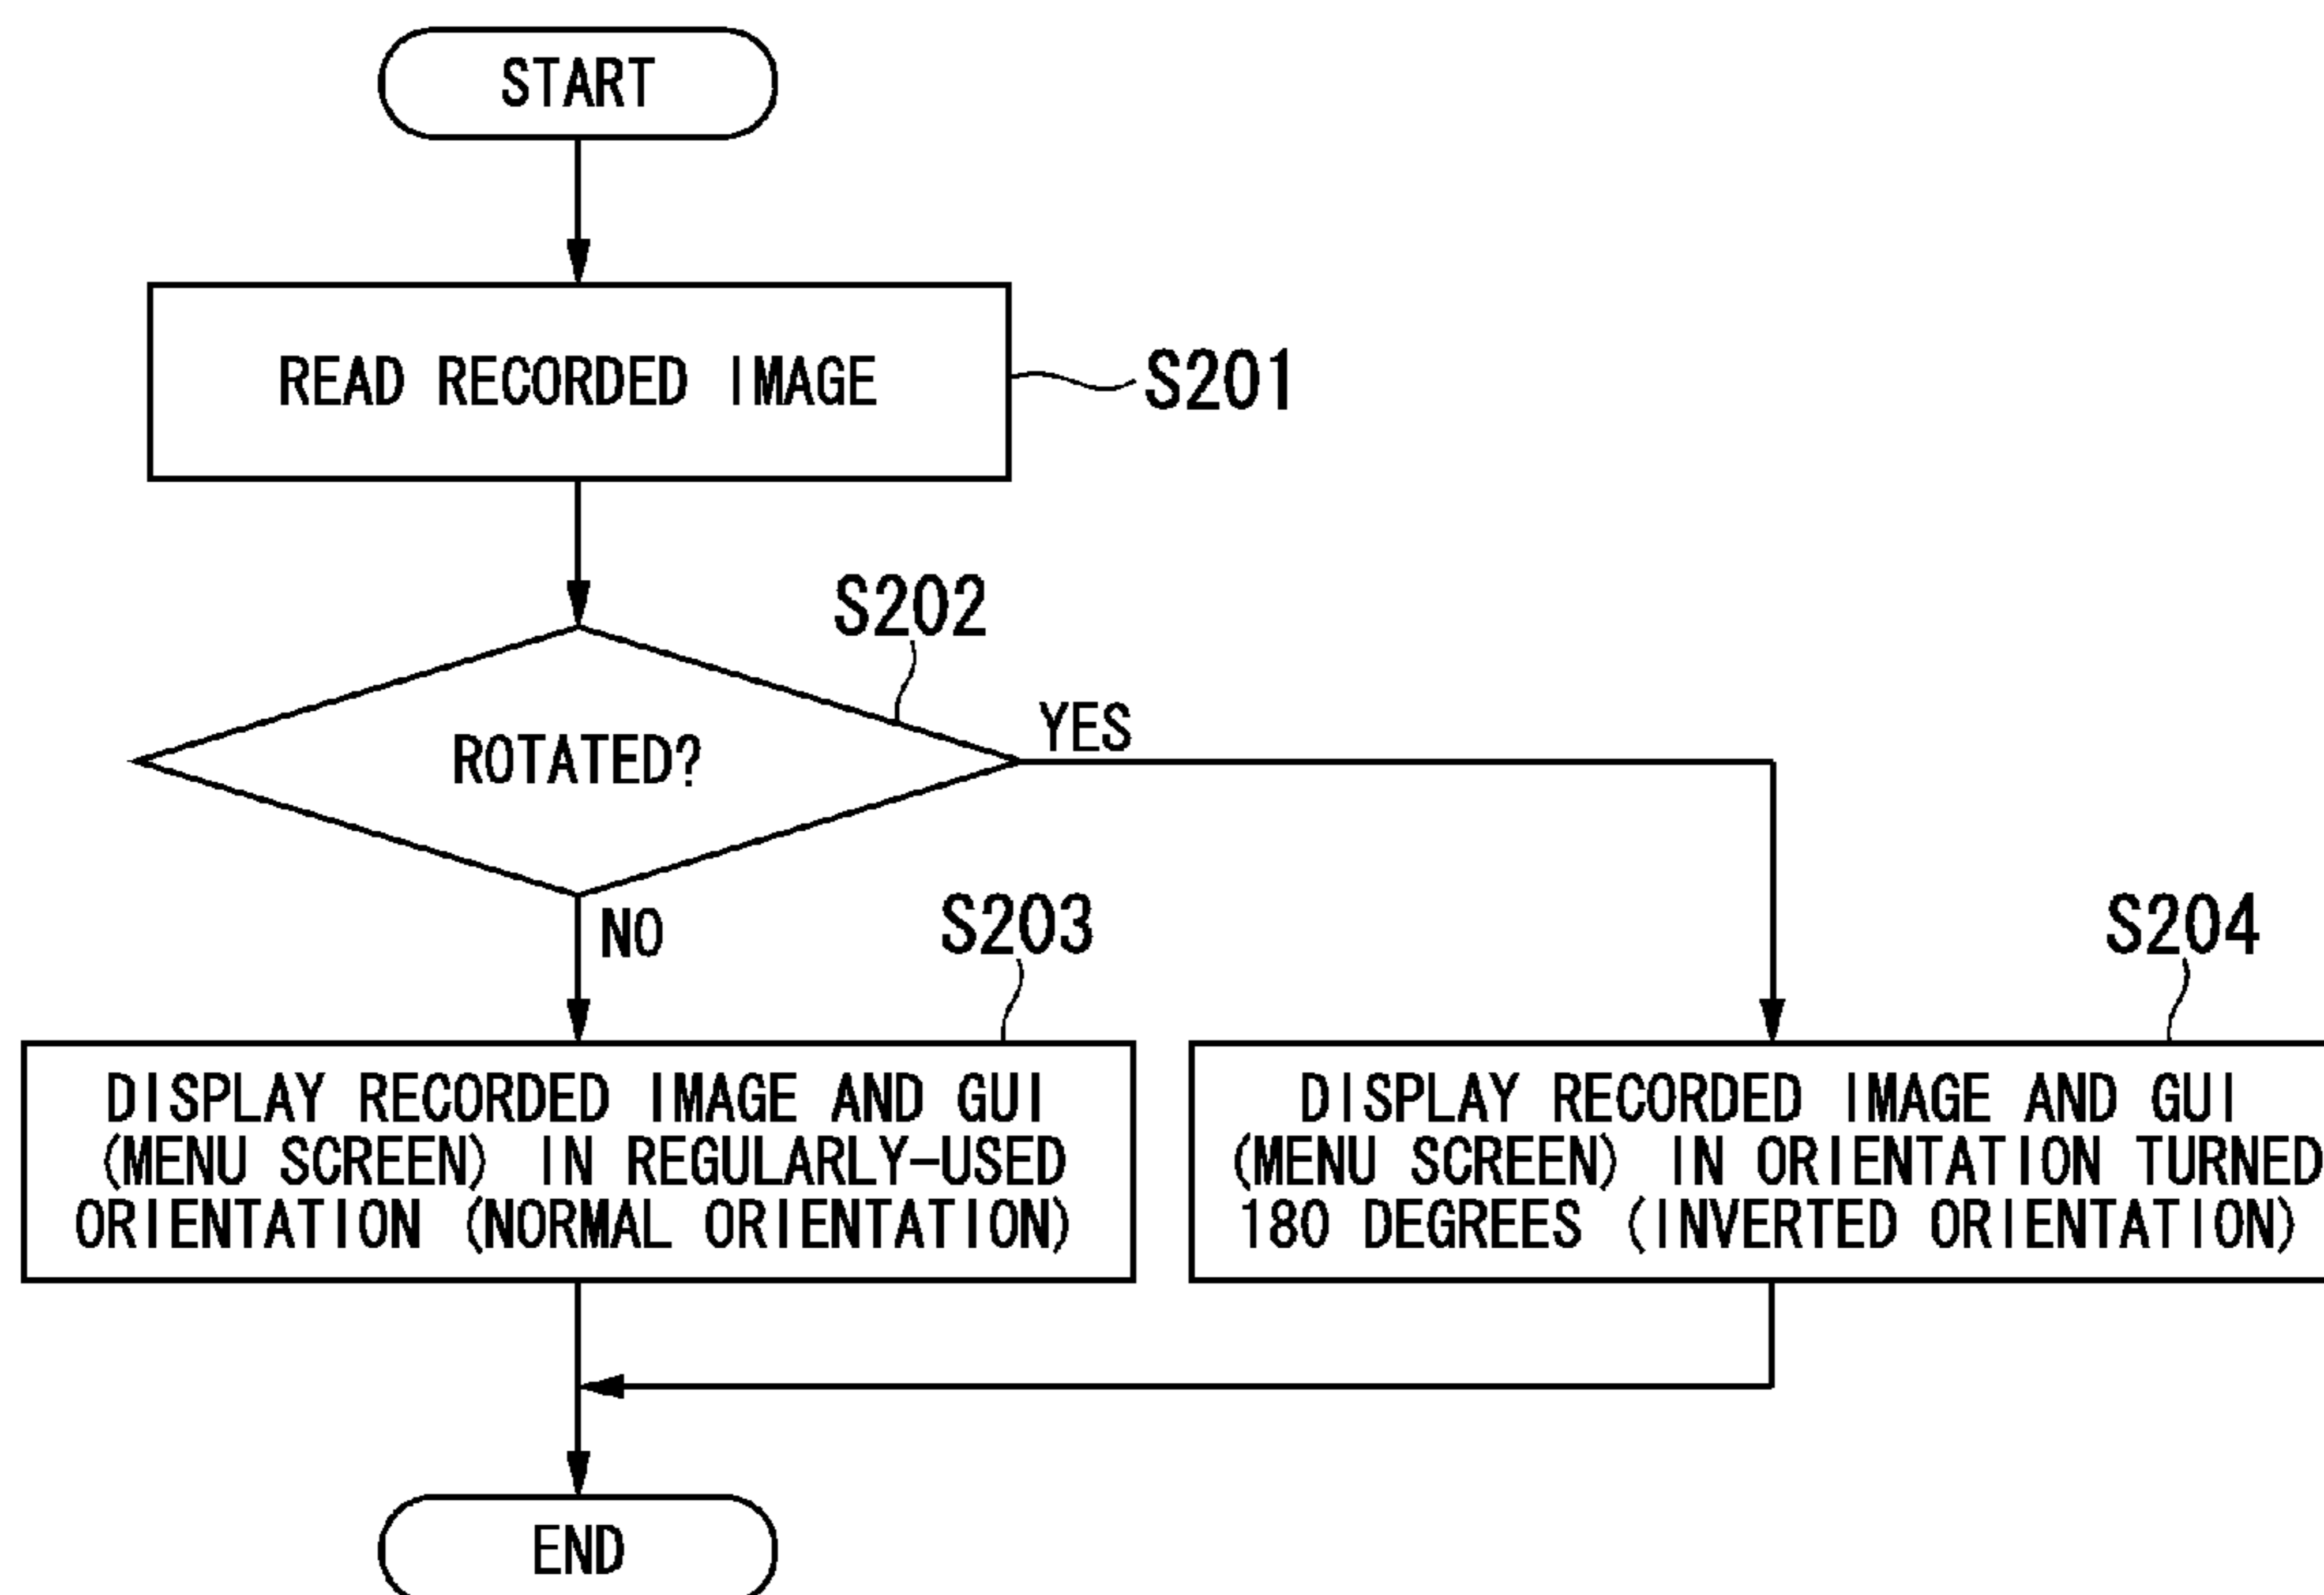 START
READ RECORDED IMAGE
S201
S202
ROTATED?
YES
NO
S203
DISPLAY RECORDED IMAGE AND GUI
(MENU SCREEN) IN REGULARLY-USED
ORIENTATION (NORMAL ORIENTATION)
S204
DISPLAY RECORDED IMAGE AND GUI
(MENU SCREEN) IN ORIENTATION TURNED
180 DEGREES (INVERTED ORIENTATION)
END